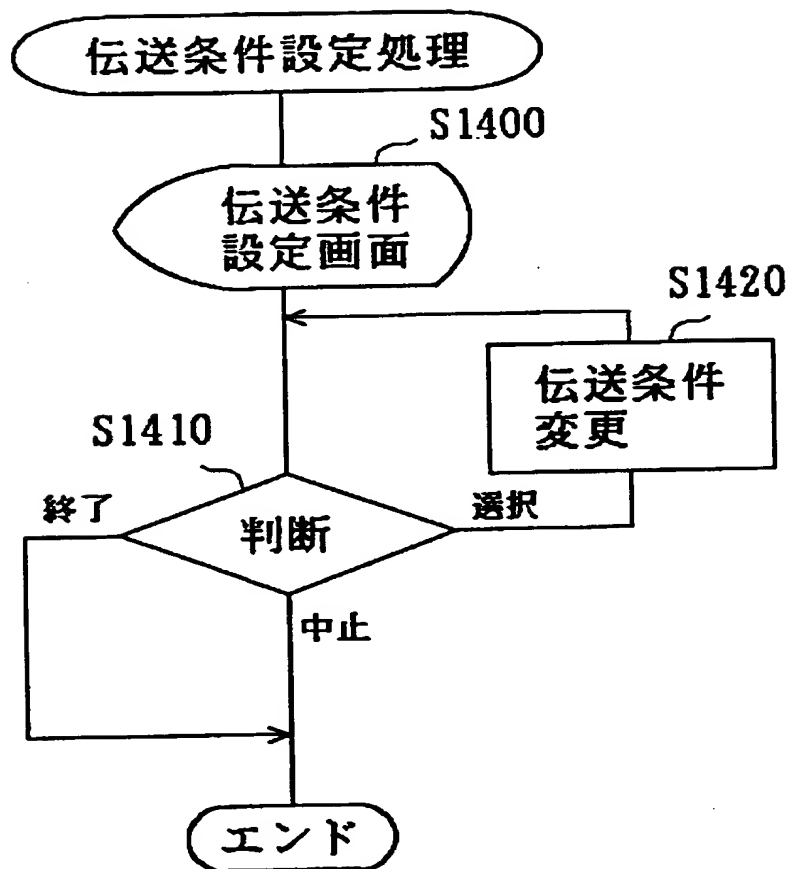 伝送条件設定処理
S1400
伝送条件
設定画面
S1420
伝送条件
変更
S1410
終了
判断
選択
中止
エンド